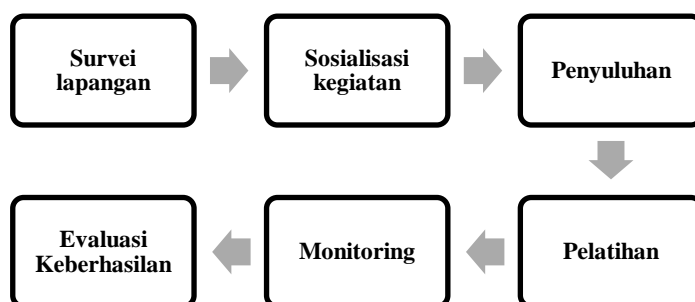 Survei
lapangan
Sosialisasi
kegiatan
Penyuluhan
Pelatihan
Monitoring
Evaluasi
Keberhasilan